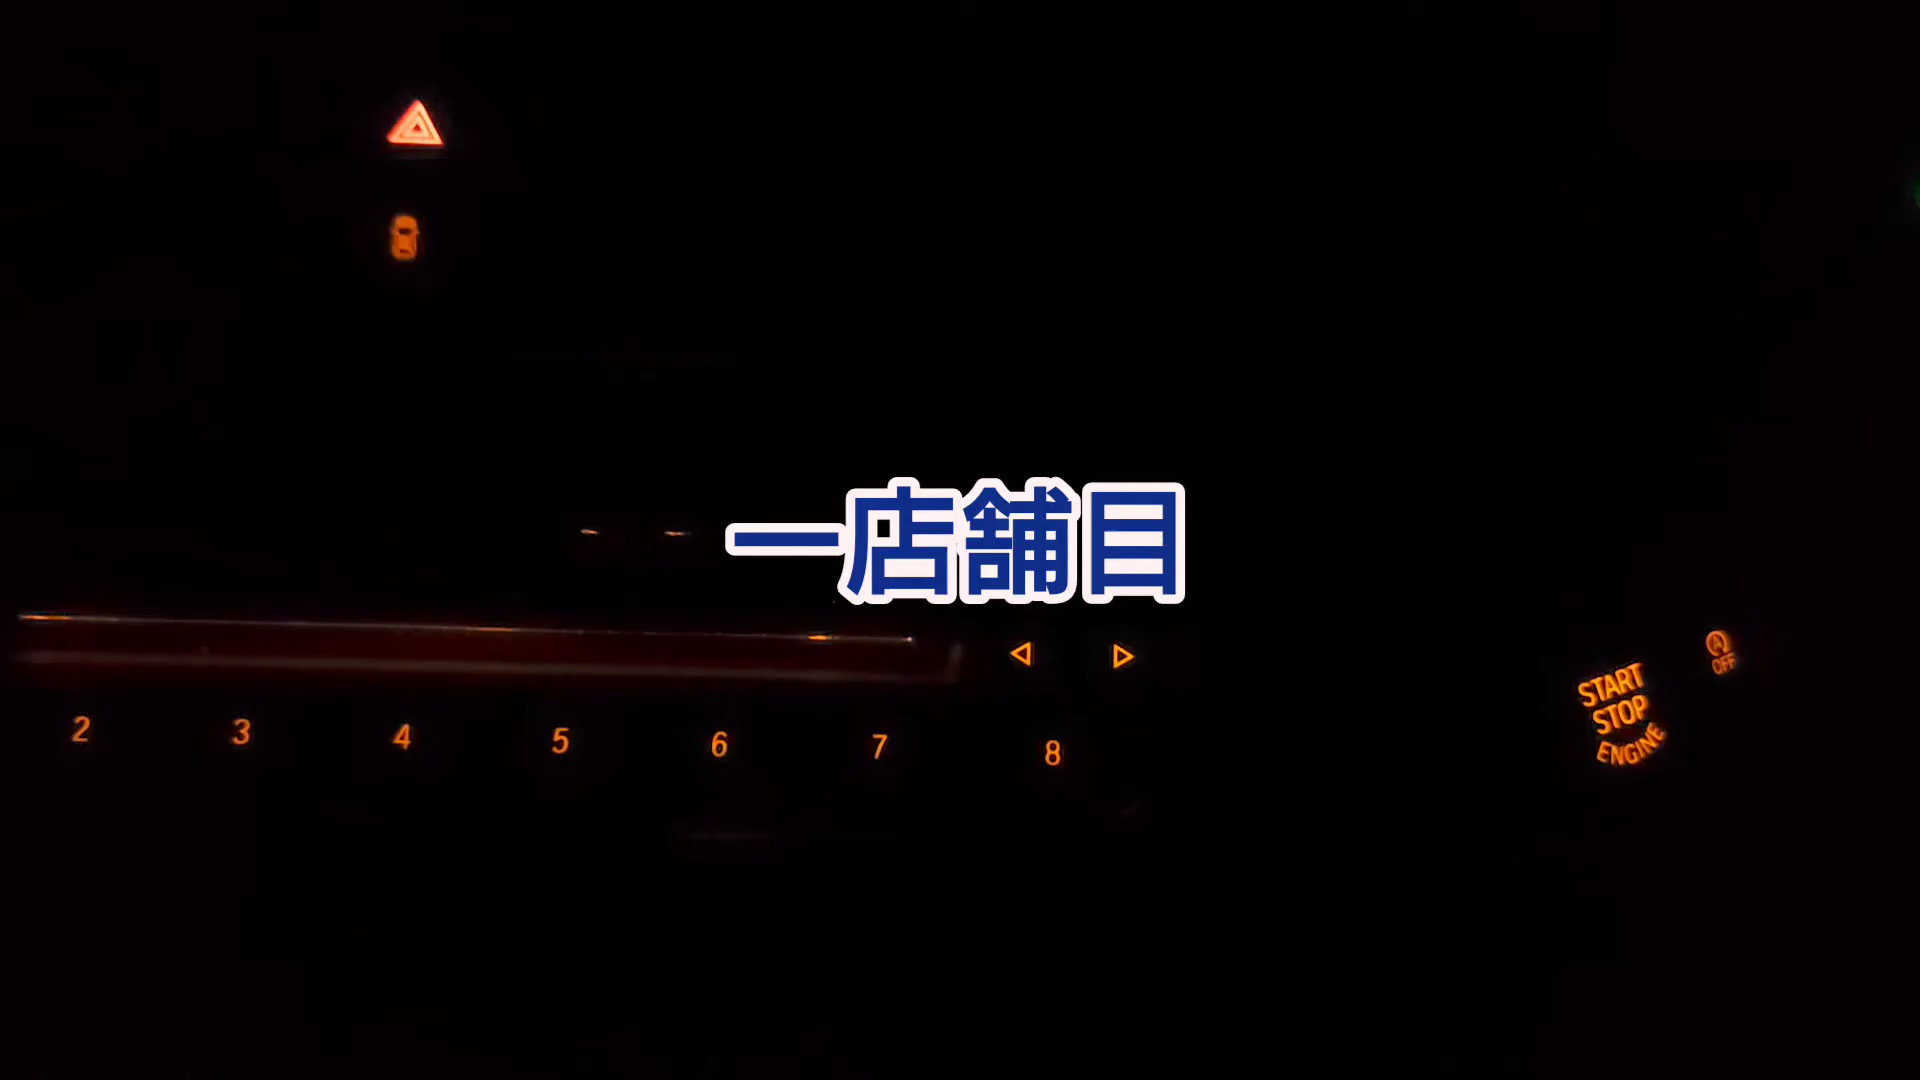 一店舗目
2 3 4 5 6 7 8
START
STOP
ENGINE
A
OFF